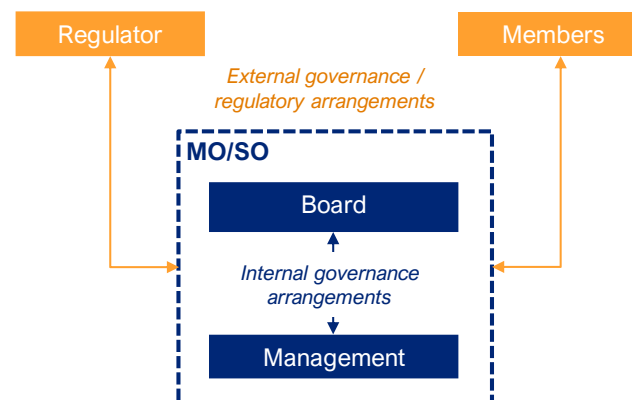 Regulator
Members
External governance /
regulatory arrangements
MO/SO
Board
Internal governance
arrangements
Management